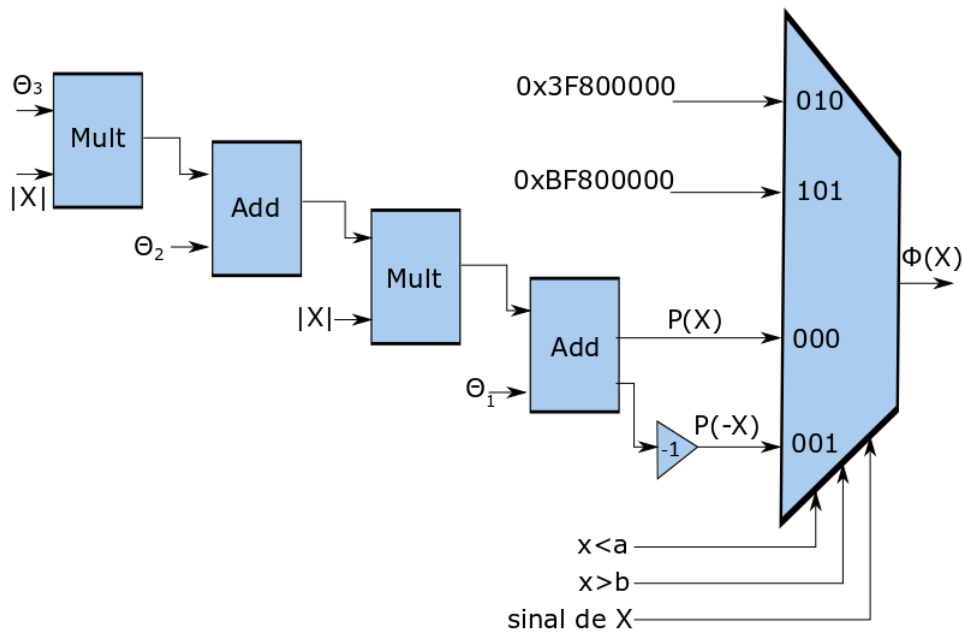 Θ₃
|X|
Mult
Θ₂
Add
|X|
Mult
Θ₁
Add
P(X)
-1
P(-X)
0x3F800000
0xBF800000
010
101
000
001
Φ(X)
x<a
x>b
sinal de X